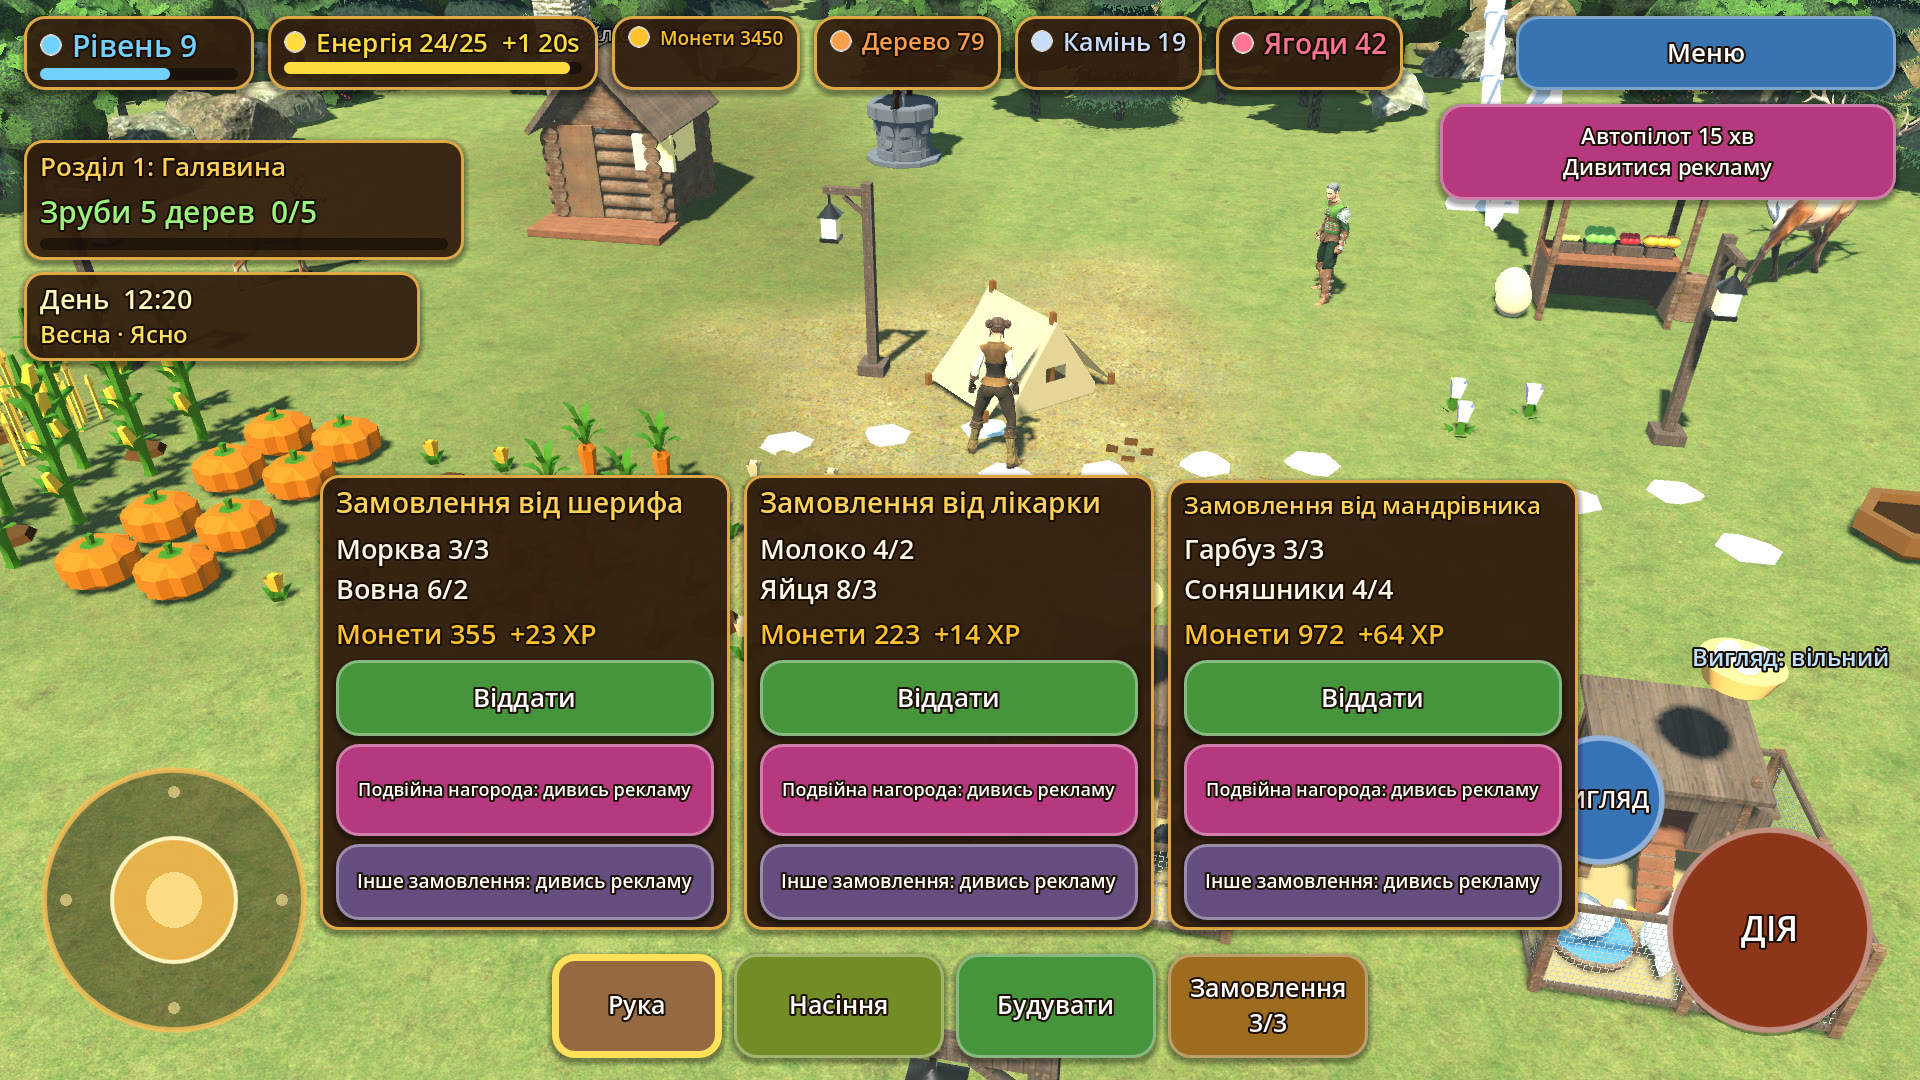 Рівень 9
Енергія 24/25 +1 20s
Монети 3450
Дерево 79
Камінь 19
Ягоди 42
Меню
Автопілот 15 хв
Дивитися рекламу
Розділ 1: Галявина
Зруби 5 дерев 0/5
День 12:20
Весна · Ясно
Замовлення від шерифа
Морква 3/3
Вовна 6/2
Монети 355 +23 XP
Віддати
Подвійна нагорода: дивись рекламу
Інше замовлення: дивись рекламу
Замовлення від лікарки
Молоко 4/2
Яйця 8/3
Монети 223 +14 XP
Віддати
Подвійна нагорода: дивись рекламу
Інше замовлення: дивись рекламу
Замовлення від мандрівника
Гарбуз 3/3
Соняшники 4/4
Монети 972 +64 XP
Віддати
Подвійна нагорода: дивись рекламу
Інше замовлення: дивись рекламу
Вигляд: вільний
ДІЯ
Рука
Насіння
Будувати
Замовлення
3/3